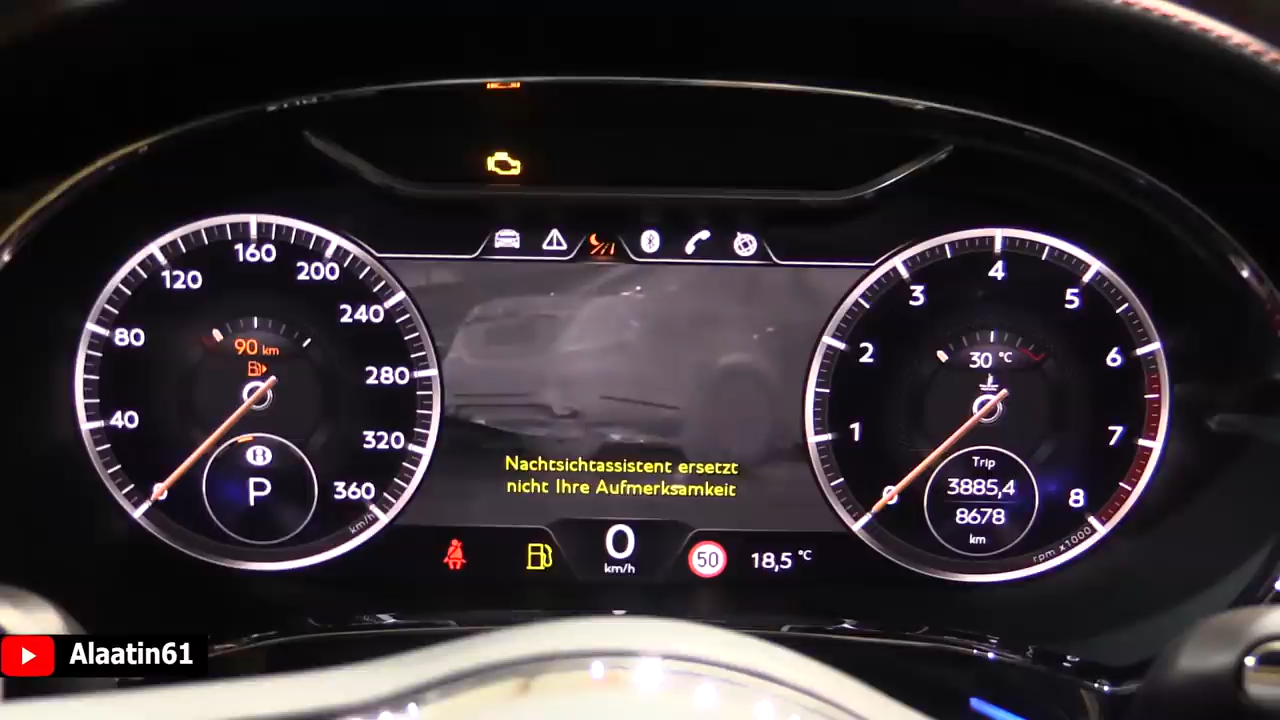 160
120
200
80
240
90 km
280
40
320
0
P
360
km/h
Nachtsichtassistent ersetzt
nicht Ihre Aufmerksamkeit
0
km/h
50
18,5 °C
4
3
5
2
6
30 °C
1
7
0
8
Trip
3885,4
8678
km
rpm x1000
Alaatin61